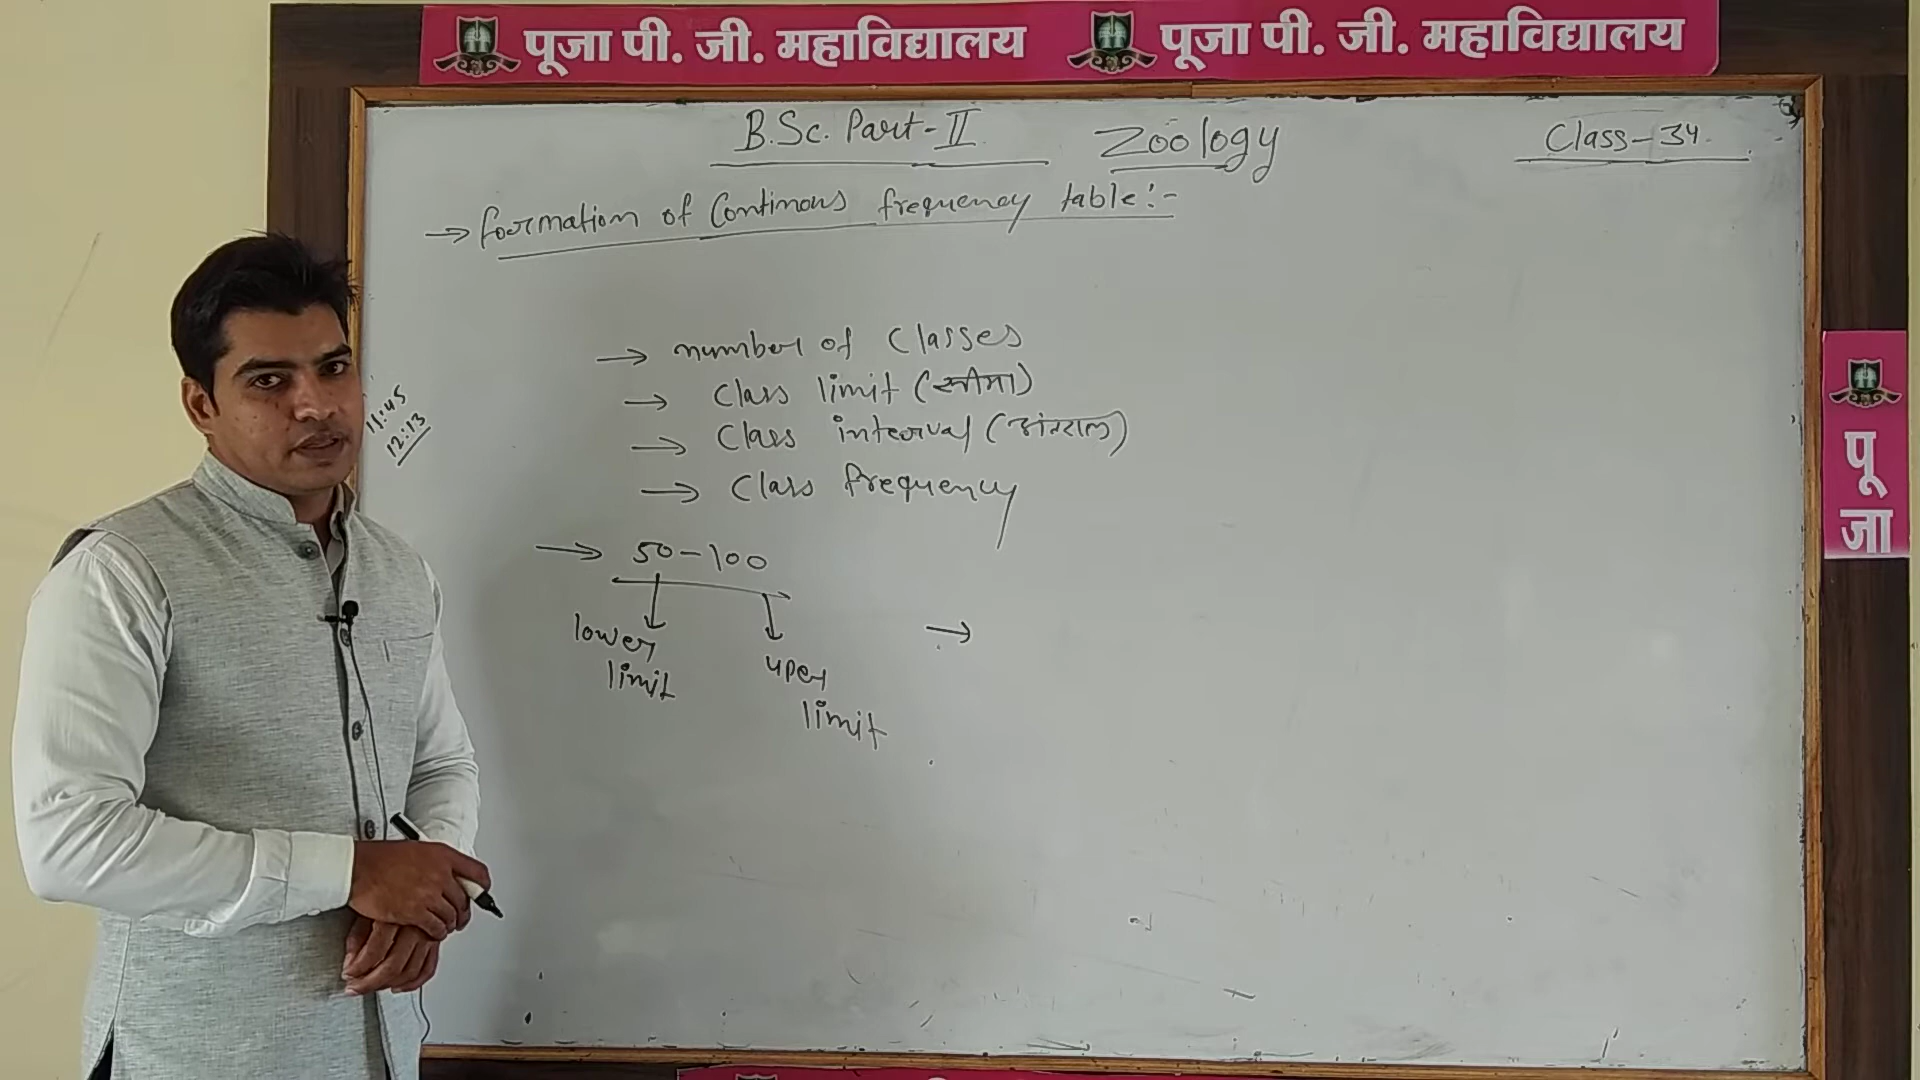 पूजा पी. जी. महाविद्यालय पूजा पी. जी. महाविद्यालय
B.Sc. Part-II Zoology Class-34
→ formation of Continous frequency table:-
→ number of Classes
→ Class limit (सीमा)
→ Class interval (अंतराल)
→ Class frequency
11:45
12:13
→ 50-100
lower
limit
uper
limit
→
पू
जा